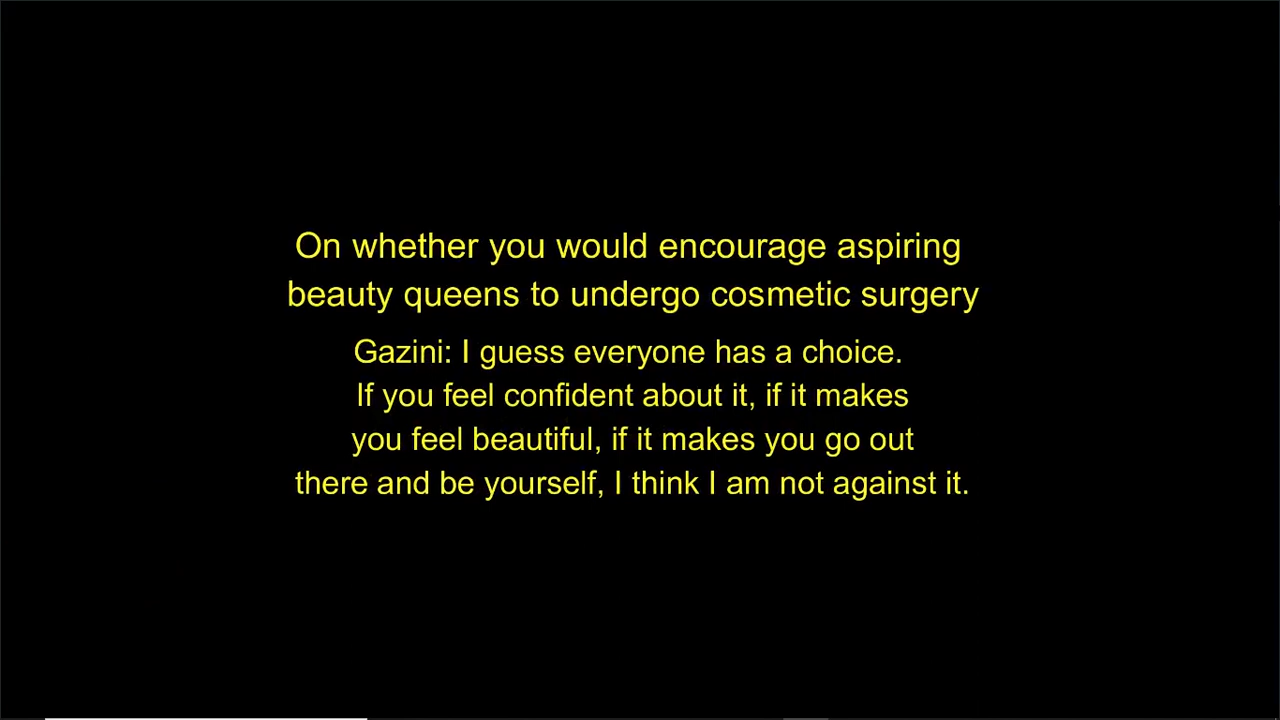 On whether you would encourage aspiring
beauty queens to undergo cosmetic surgery
Gazini: I guess everyone has a choice.
If you feel confident about it, if it makes
you feel beautiful, if it makes you go out
there and be yourself, I think I am not against it.